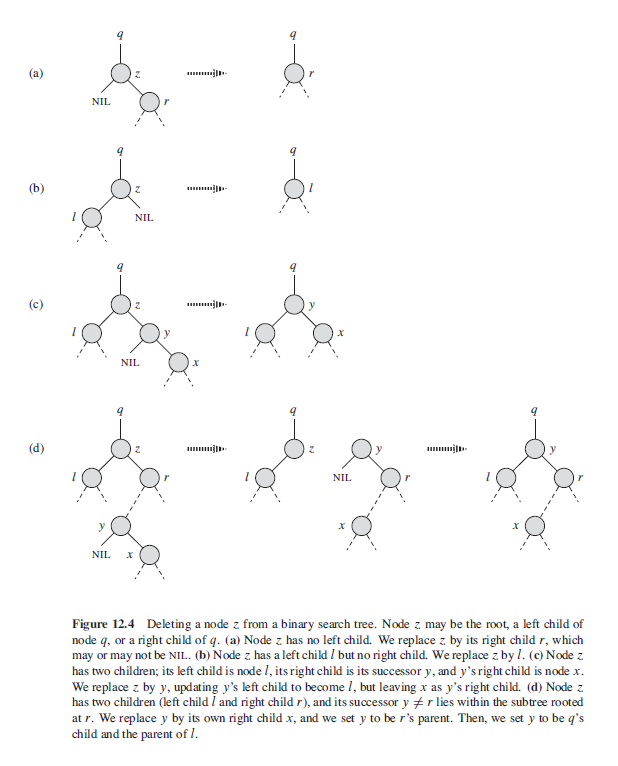 q q
(a) z r
NIL r
q q
(b) z l
l NIL
q q
(c) z y
l y l x
NIL x
q q q
(d) z z y y
l r l NIL r l r
y x x
NIL x
Figure 12.4 Deleting a node z from a binary search tree. Node z may be the root, a left child of
node q, or a right child of q. (a) Node z has no left child. We replace z by its right child r, which
may or may not be NIL. (b) Node z has a left child l but no right child. We replace z by l. (c) Node z
has two children; its left child is node l, its right child is its successor y, and y's right child is node x.
We replace z by y, updating y's left child to become l, but leaving x as y's right child. (d) Node z
has two children (left child l and right child r), and its successor y ≠ r lies within the subtree rooted
at r. We replace y by its own right child x, and we set y to be r's parent. Then, we set y to be q's
child and the parent of l.